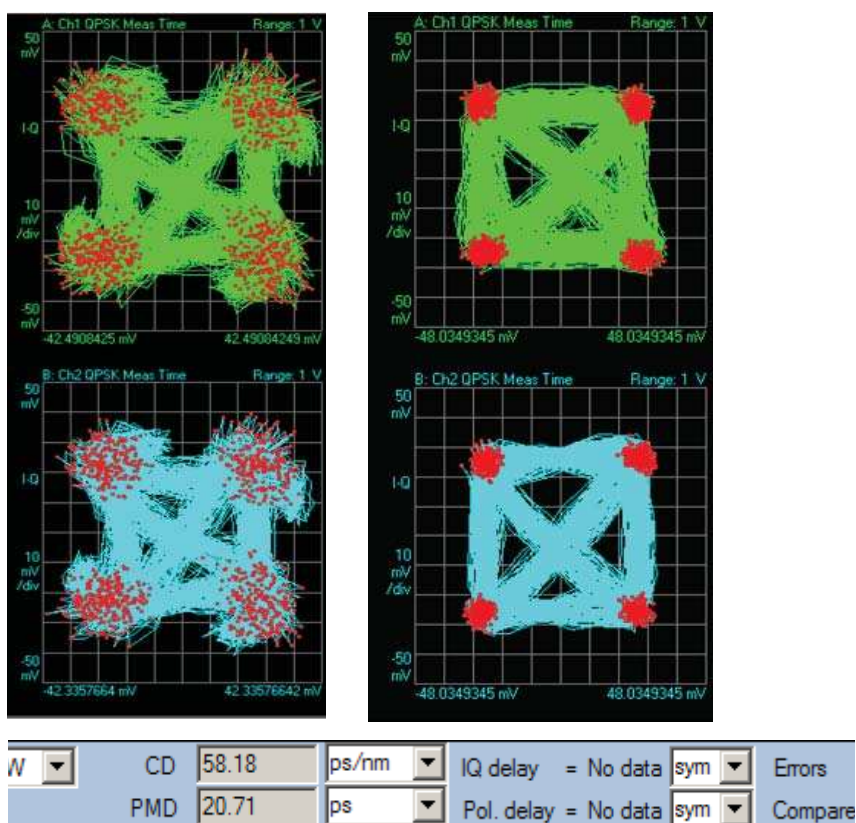 A: Ch1 QPSK Meas Time Range: 1 V
50
mV
I-Q
10
mV
/div
-50
mV
-42.4908425 mV 42.49084249 mV
A: Ch1 QPSK Meas Time Range: 1 V
50
mV
I-Q
10
mV
/div
-50
mV
-48.0349345 mV 48.0349345 mV
B: Ch2 QPSK Meas Time Range: 1 V
50
mV
I-Q
10
mV
/div
-50
mV
-42.3357664 mV 42.33576642 mV
B: Ch2 QPSK Meas Time Range: 1 V
50
mV
I-Q
10
mV
/div
-50
mV
-48.0349345 mV 48.0349345 mV
W CD 58.18 ps/nm IQ delay = No data sym Errors
PMD 20.71 ps Pol. delay = No data sym Compare